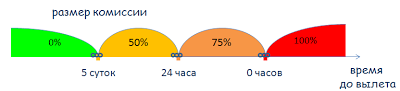 размер комиссии
0%
50%
75%
100%
5 суток
24 часа
0 часов
время
до вылета